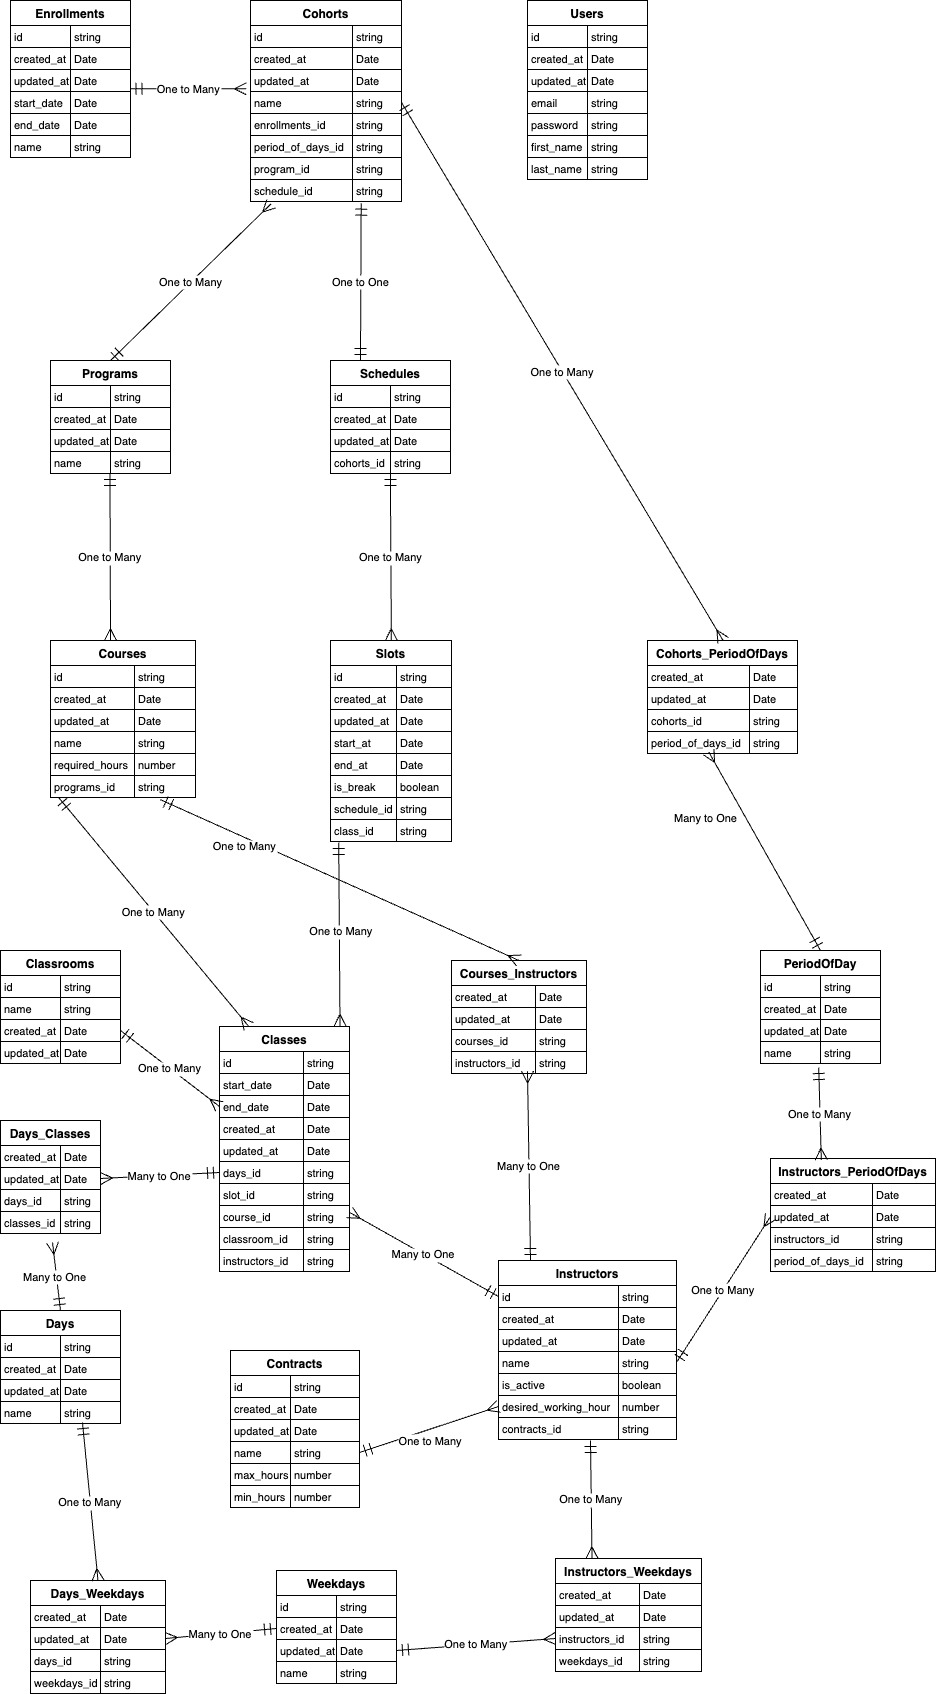 Enrollments
id string
created_at Date
updated_at Date
start_date Date
end_date Date
name string
One to Many
Cohorts
id string
created_at Date
updated_at Date
name string
enrollments_id string
period_of_days_id string
program_id string
schedule_id string
Users
id string
created_at Date
updated_at Date
email string
password string
first_name string
last_name string
One to Many
One to One
One to Many
Programs
id string
created_at Date
updated_at Date
name string
Schedules
id string
created_at Date
updated_at Date
cohorts_id string
One to Many
One to Many
Courses
id string
created_at Date
updated_at Date
name string
required_hours number
programs_id string
Slots
id string
created_at Date
updated_at Date
start_at Date
end_at Date
is_break boolean
schedule_id string
class_id string
Cohorts_PeriodOfDays
created_at Date
updated_at Date
cohorts_id string
period_of_days_id string
Many to One
One to Many
One to Many
One to Many
Classrooms
id string
name string
created_at Date
updated_at Date
Courses_Instructors
created_at Date
updated_at Date
courses_id string
instructors_id string
PeriodOfDay
id string
created_at Date
updated_at Date
name string
One to Many
Classes
id string
start_date Date
end_date Date
created_at Date
updated_at Date
days_id string
slot_id string
course_id string
classroom_id string
instructors_id string
One to Many
Days_Classes
created_at Date
updated_at Date
days_id string
classes_id string
Many to One
Many to One
Instructors_PeriodOfDays
created_at Date
updated_at Date
instructors_id string
period_of_days_id string
Many to One
Many to One
One to Many
Instructors
id string
created_at Date
updated_at Date
name string
is_active boolean
desired_working_hour number
contracts_id string
Days
id string
created_at Date
updated_at Date
name string
Contracts
id string
created_at Date
updated_at Date
name string
max_hours number
min_hours number
One to Many
One to Many
One to Many
Days_Weekdays
created_at Date
updated_at Date
days_id string
weekdays_id string
Many to One
Weekdays
id string
created_at Date
updated_at Date
name string
One to Many
Instructors_Weekdays
created_at Date
updated_at Date
instructors_id string
weekdays_id string